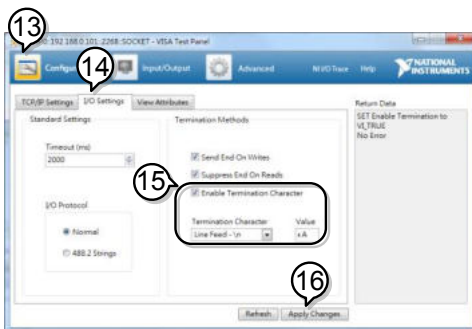 13
0::192.168.0.101::2268::SOCKET - VISA Test Panel
14
Input/Output
Advanced
NI I/O Trace
Help
NATIONAL INSTRUMENTS
TCP/IP Settings
I/O Settings
View Attributes
Return Data
Standard Settings
Termination Methods
SET Enable Termination to
VI_TRUE
No Error
Timeout (ms)
2000
Send End On Writes
Suppress End On Reads
15
Enable Termination Character
I/O Protocol
Termination Character
Value
Line Feed - \n
xA
Normal
488.2 Strings
16
Refresh
Apply Changes